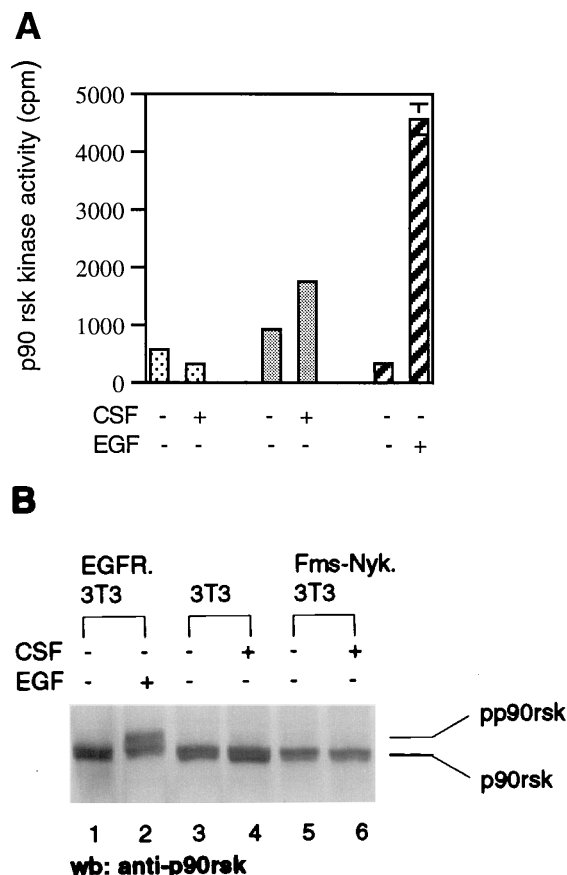 A
p90 rsk kinase activity (cpm)
5000
4000
3000
2000
1000
0
CSF - + - + - -
EGF - - - - - +
B
EGFR. Fms-Nyk.
3T3 3T3 3T3
CSF - - - + - +
EGF - + - - - -
pp90rsk
p90rsk
1 2 3 4 5 6
wb: anti-p90rsk